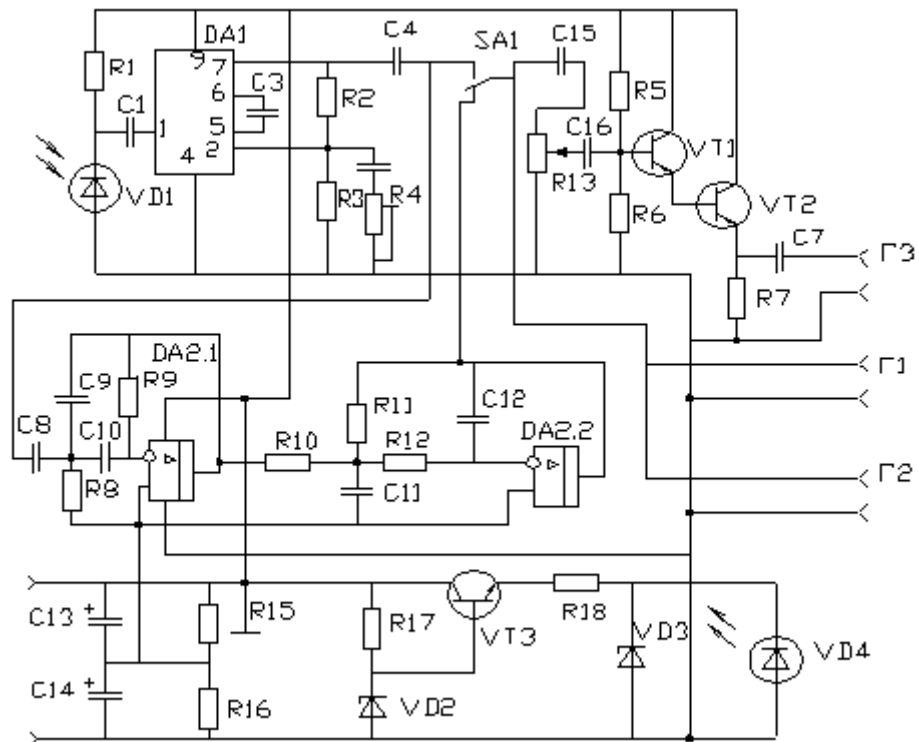 DA1
C4
SA1
C15
R1
9
7
6
5
2
4
1
C1
C3
R2
R5
C16
VT1
R13
VD1
R3
R4
R6
VT2
C7
Г3
R7
Г1
DA2.1
C9
R9
C8
C10
R8
R10
R11
R12
C11
C12
DA2.2
Г2
C13
+
R15
R17
VT3
R18
VD3
VD4
C14
+
R16
VD2